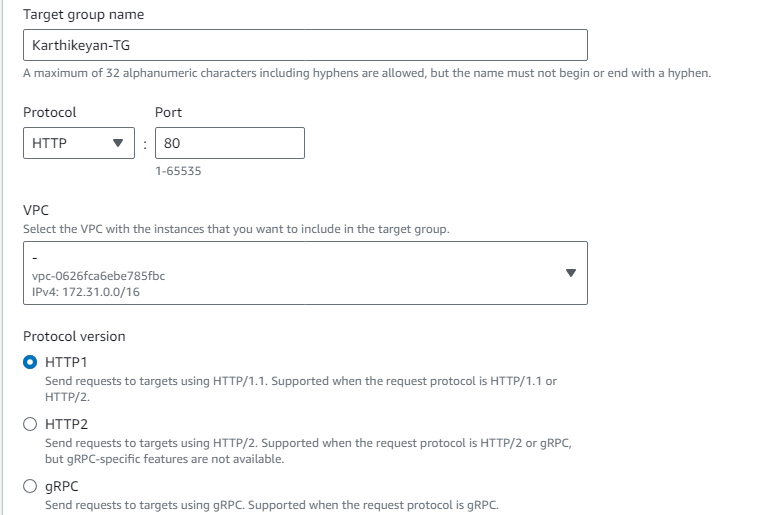 Target group name
Karthikeyan-TG
A maximum of 32 alphanumeric characters including hyphens are allowed, but the name must not begin or end with a hyphen.
Protocol
Port
HTTP
:
80
1-65535
VPC
Select the VPC with the instances that you want to include in the target group.
-
vpc-0626fca6ebe785fbc
IPv4: 172.31.0.0/16
Protocol version
HTTP1
Send requests to targets using HTTP/1.1. Supported when the request protocol is HTTP/1.1 or
HTTP/2.
HTTP2
Send requests to targets using HTTP/2. Supported when the request protocol is HTTP/2 or gRPC,
but gRPC-specific features are not available.
gRPC
Send requests to targets using gRPC. Supported when the request protocol is gRPC.